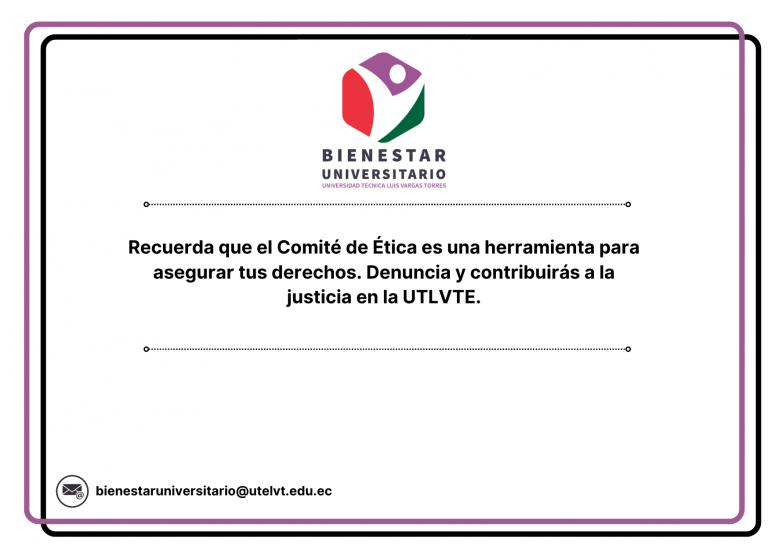 BIENESTAR
UNIVERSITARIO
UNIVERSIDAD TÉCNICA LUIS VARGAS TORRES
Recuerda que el Comité de Ética es una herramienta para
asegurar tus derechos. Denuncia y contribuirás a la
justicia en la UTLVTE.
@
bienestaruniversitario@utelvt.edu.ec